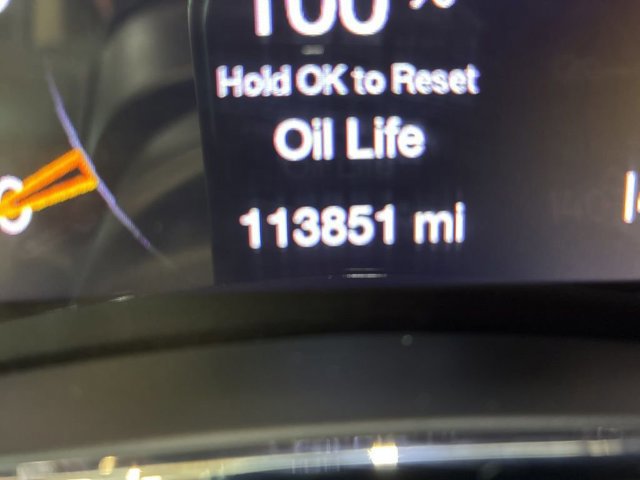 100 %
Hold OK to Reset
Oil Life
113851 mi